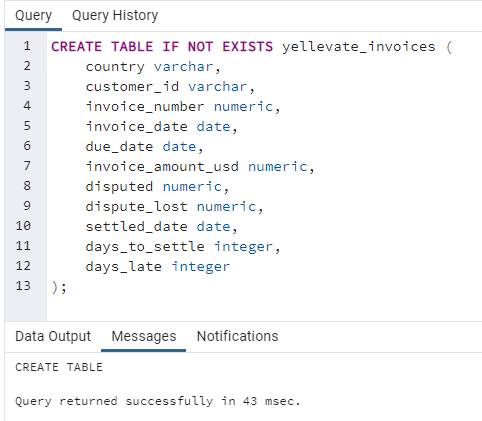 Query Query History
1 CREATE TABLE IF NOT EXISTS yellevate_invoices (
2 country varchar,
3 customer_id varchar,
4 invoice_number numeric,
5 invoice_date date,
6 due_date date,
7 invoice_amount_usd numeric,
8 disputed numeric,
9 dispute_lost numeric,
10 settled_date date,
11 days_to_settle integer,
12 days_late integer
13 );
Data Output Messages Notifications
CREATE TABLE
Query returned successfully in 43 msec.